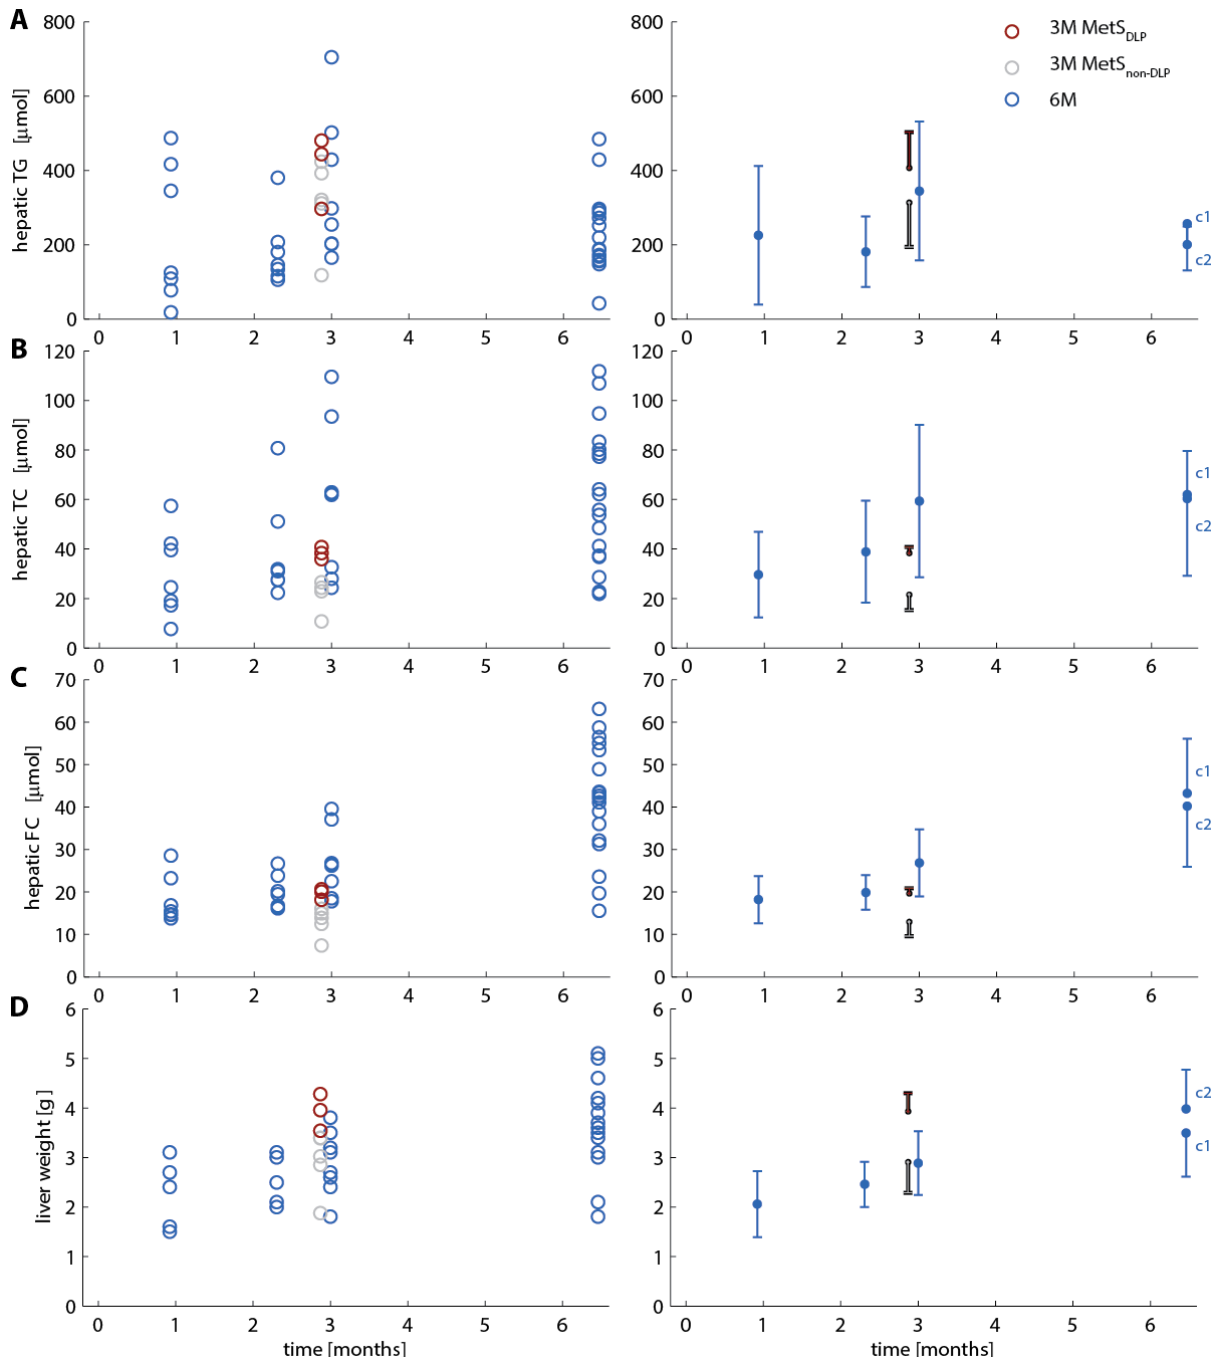 A
800
600
400
200
0
hepatic TG [μmol]
0 1 2 3 4 5 6
800
600
400
200
0
3M MetS DLP
3M MetS non-DLP
6M
c1
c2
0 1 2 3 4 5 6
B
120
100
80
60
40
20
0
hepatic TC [μmol]
0 1 2 3 4 5 6
120
100
80
60
40
20
0
c1
c2
0 1 2 3 4 5 6
C
70
60
50
40
30
20
10
0
hepatic FC [μmol]
0 1 2 3 4 5 6
70
60
50
40
30
20
10
0
c1
c2
0 1 2 3 4 5 6
D
6
5
4
3
2
1
0
liver weight [g]
0 1 2 3 4 5 6
time [months]
6
5
4
3
2
1
0
c2
c1
0 1 2 3 4 5 6
time [months]